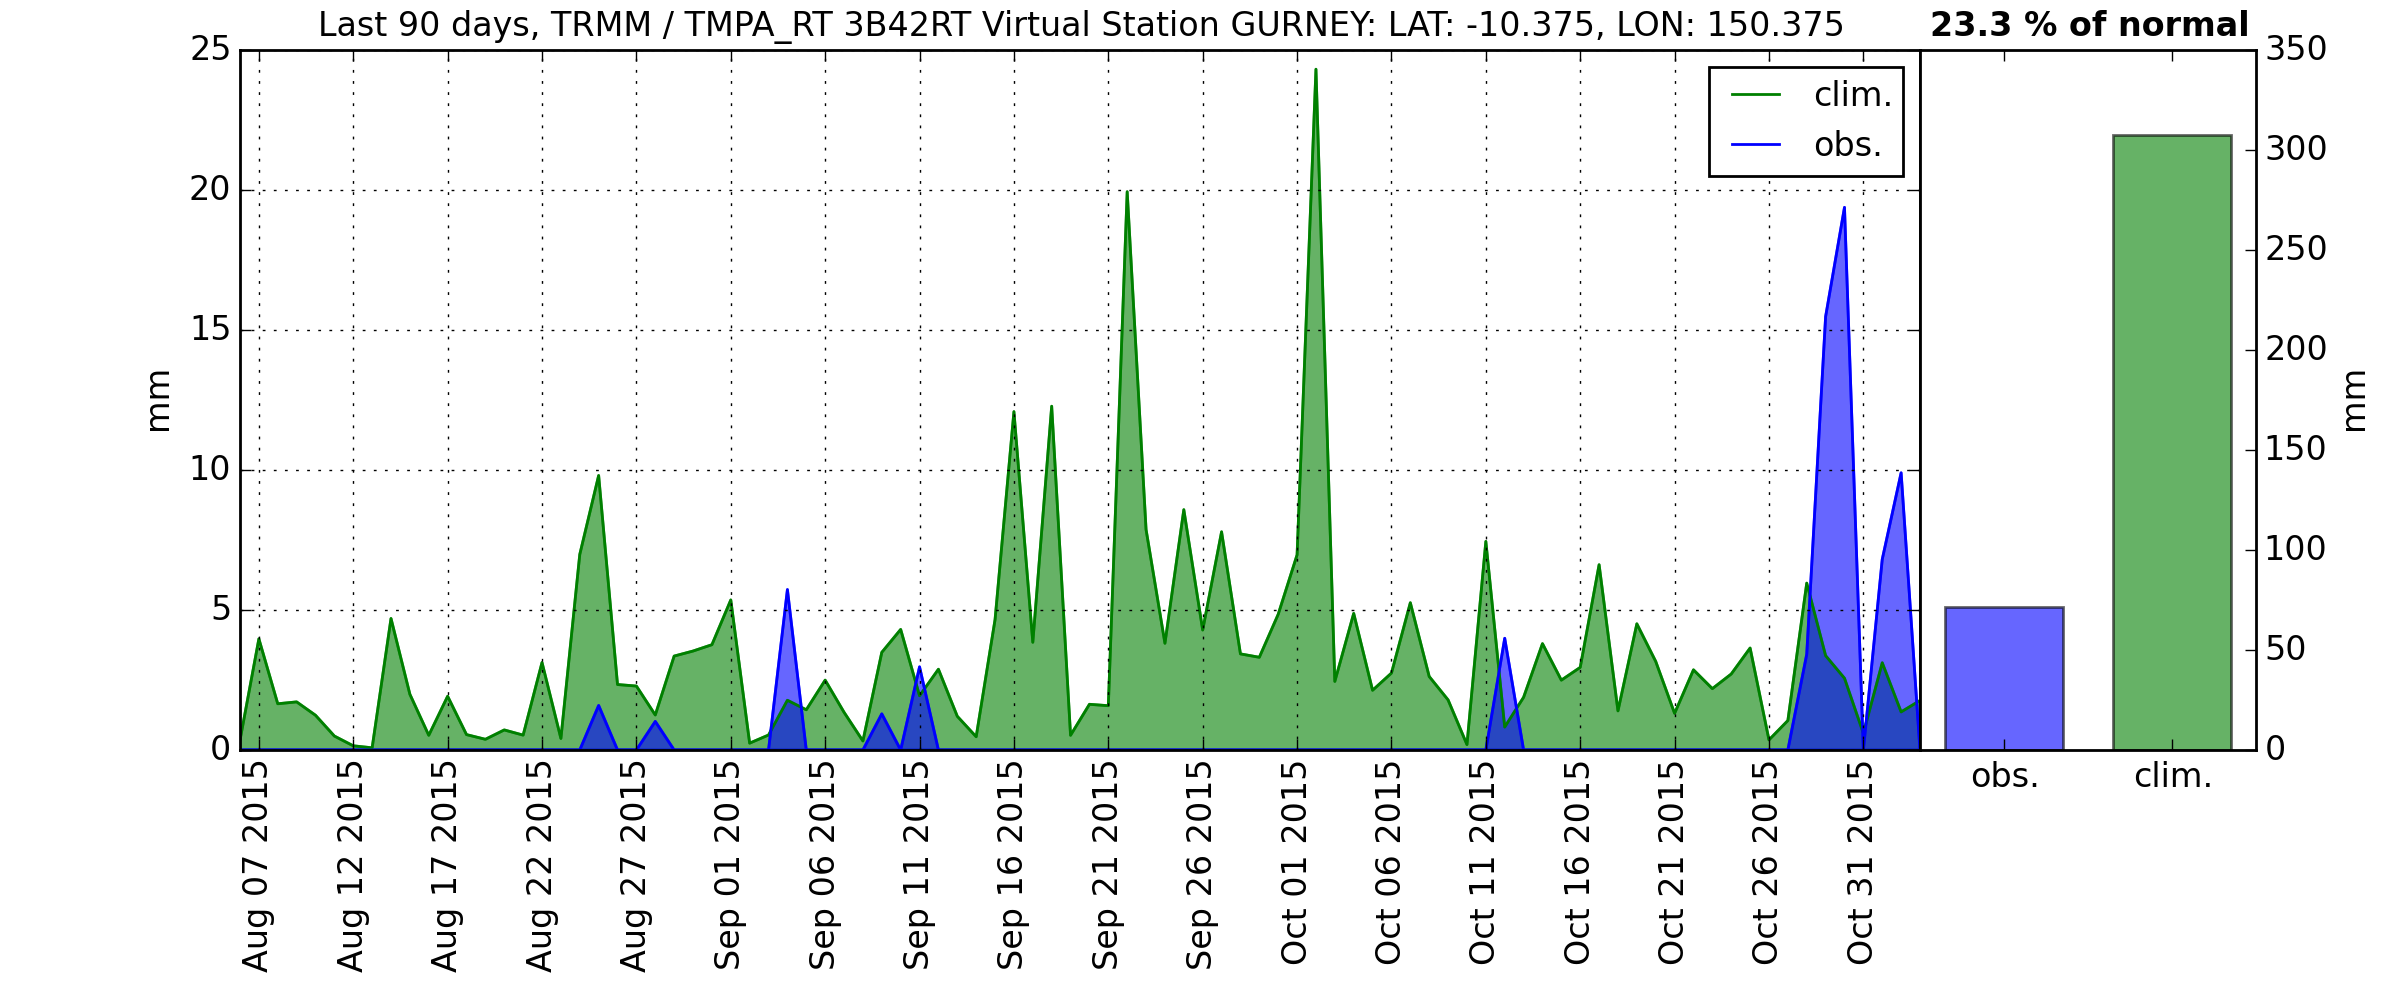 Last 90 days, TRMM / TMPA_RT 3B42RT Virtual Station GURNEY: LAT: -10.375, LON: 150.375
23.3 % of normal
25
20
15
10
5
0
mm
clim.
obs.
350
300
250
200
150
100
50
0
mm
obs.
clim.
Aug 07 2015
Aug 12 2015
Aug 17 2015
Aug 22 2015
Aug 27 2015
Sep 01 2015
Sep 06 2015
Sep 11 2015
Sep 16 2015
Sep 21 2015
Sep 26 2015
Oct 01 2015
Oct 06 2015
Oct 11 2015
Oct 16 2015
Oct 21 2015
Oct 26 2015
Oct 31 2015